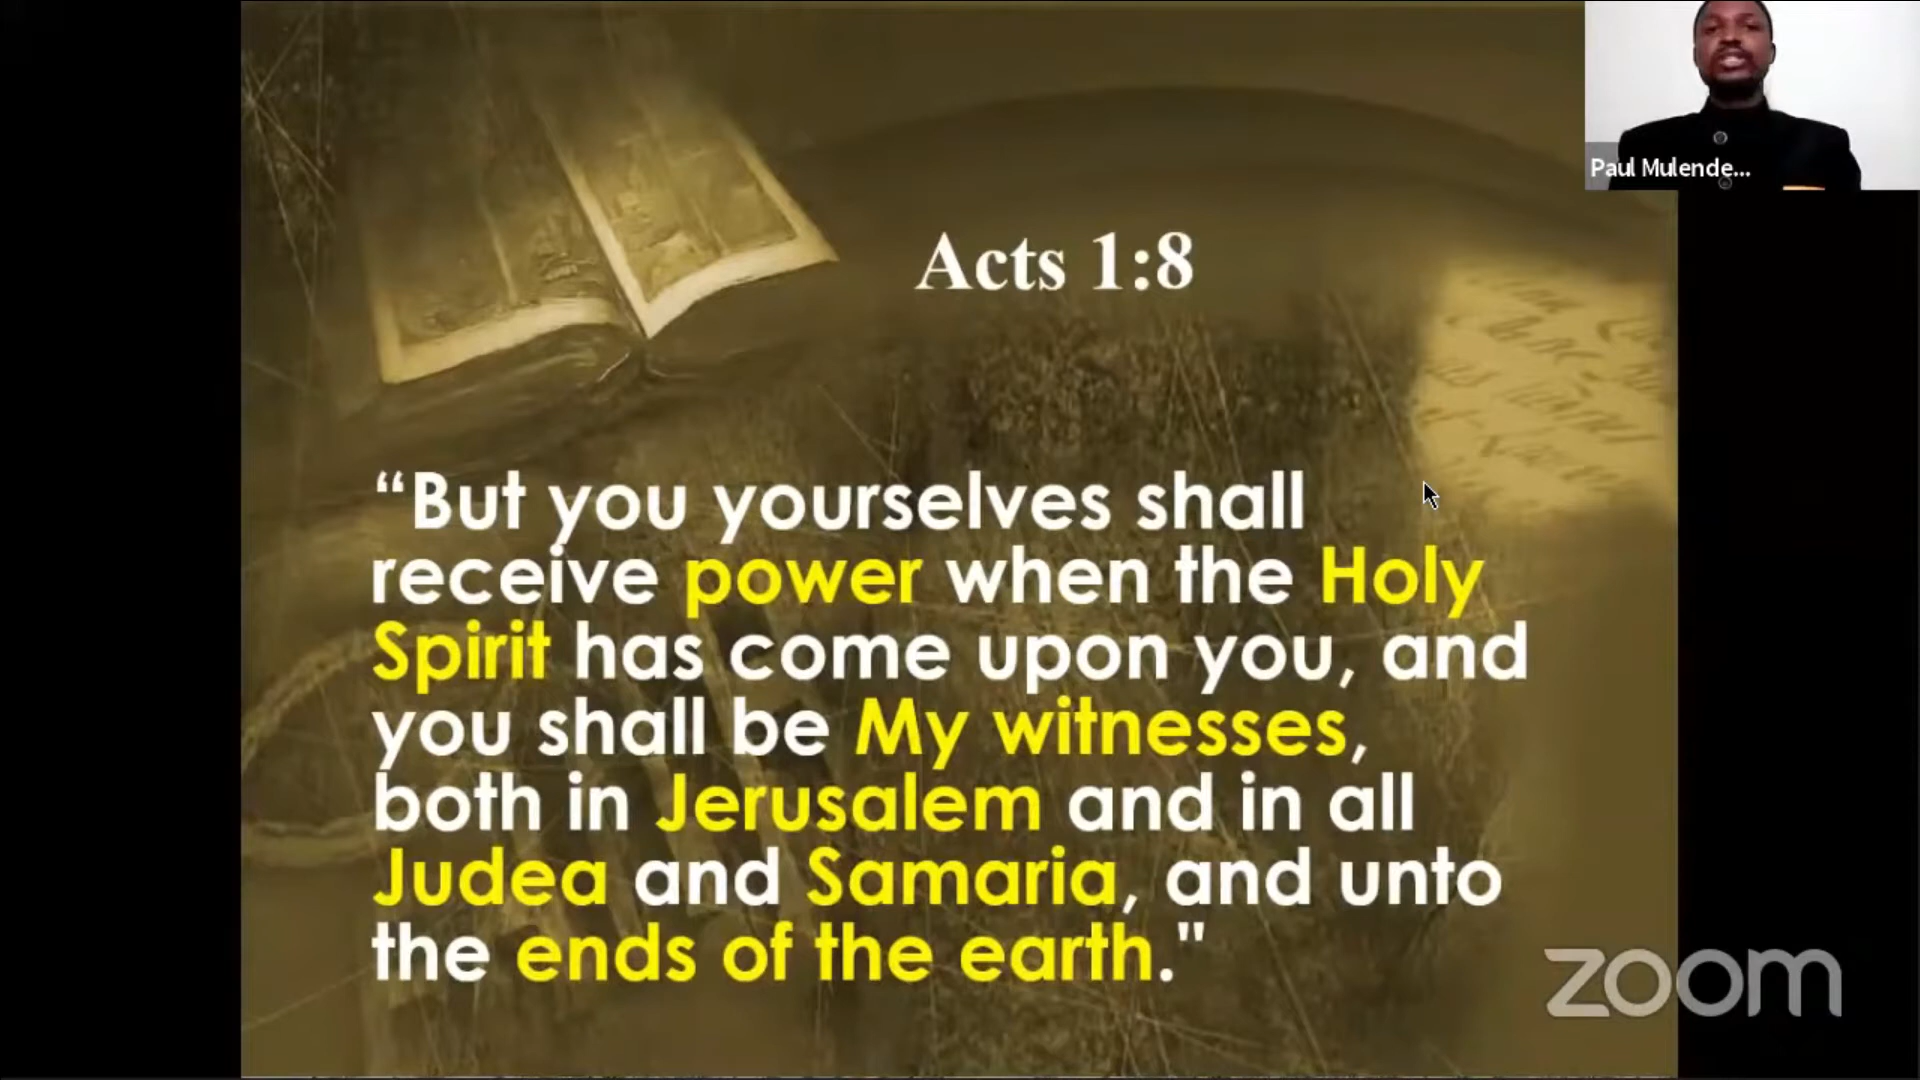 Paul Mulende...
Acts 1:8
“But you yourselves shall
receive power when the Holy
Spirit has come upon you, and
you shall be My witnesses,
both in Jerusalem and in all
Judea and Samaria, and unto
the ends of the earth."
zoom